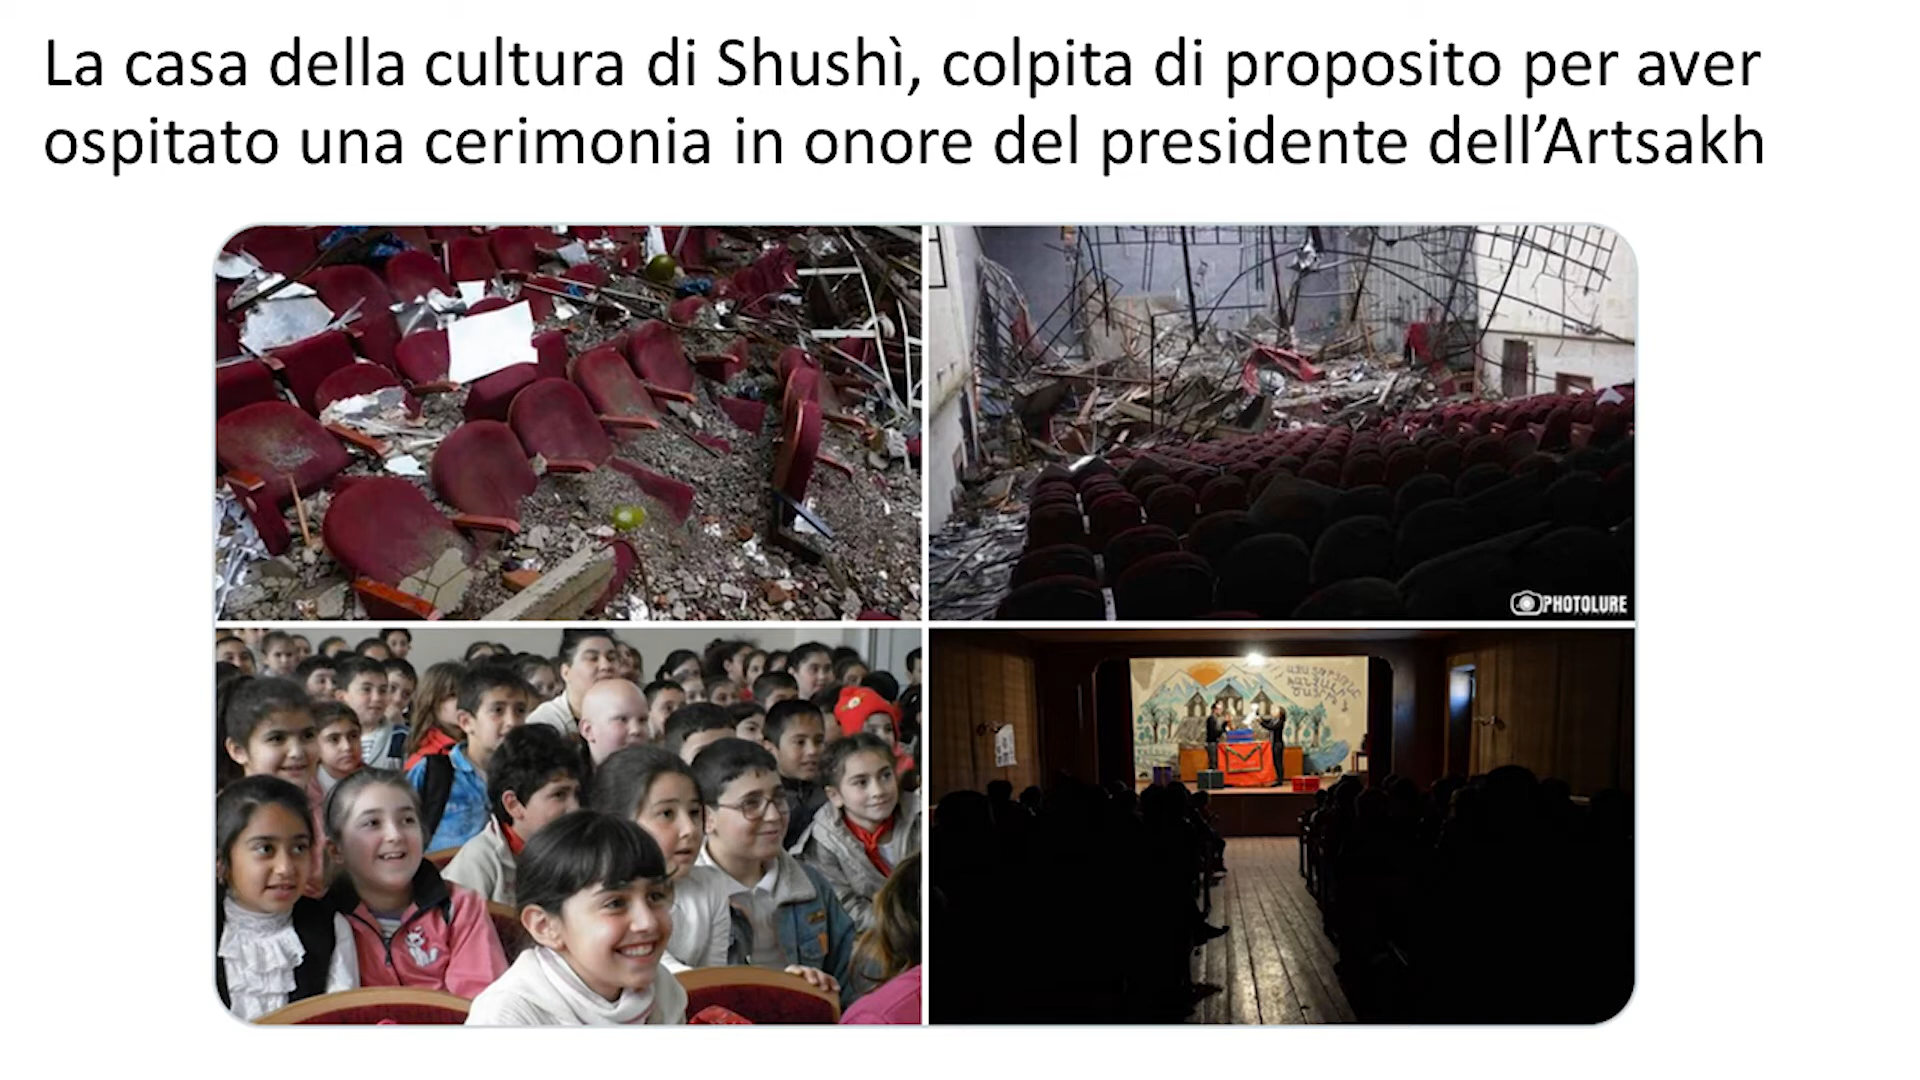 La casa della cultura di Shushì, colpita di proposito per aver
ospitato una cerimonia in onore del presidente dell’Artsakh
PHOTOLURE